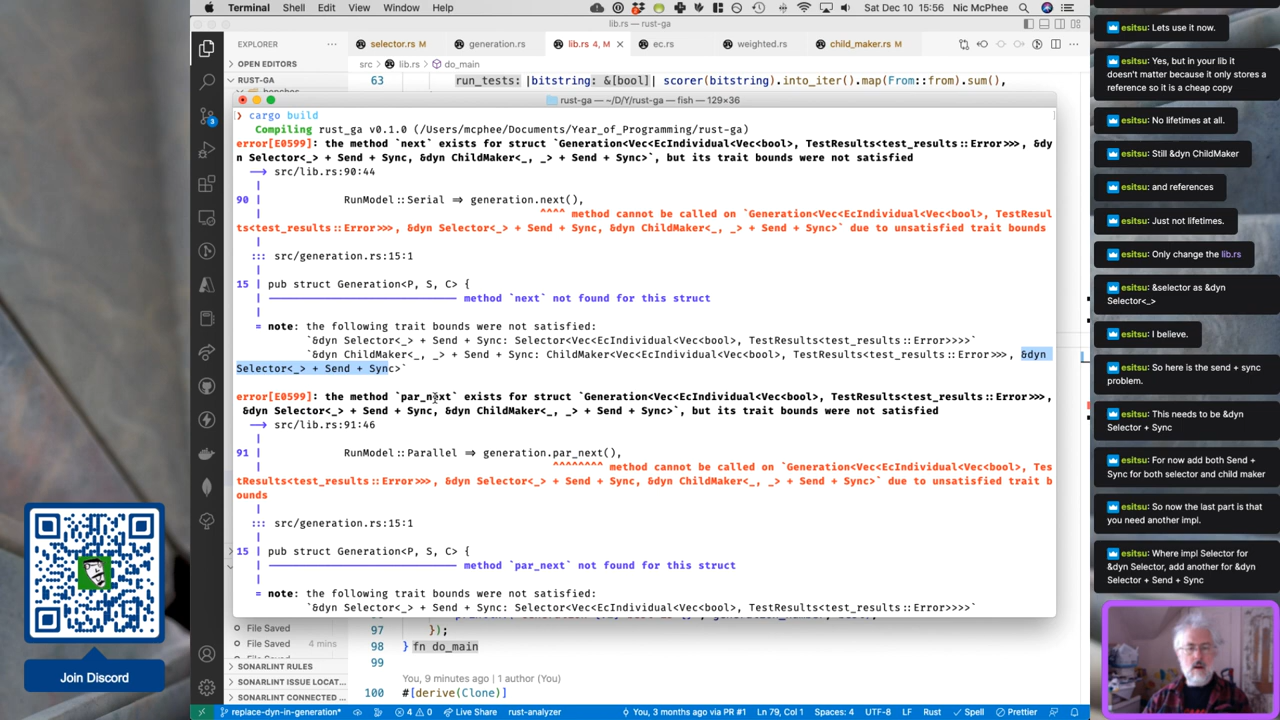 Terminal Shell Edit View Window Help
Sat Dec 10 15:56 Nic McPhee
lib.rs — rust-ga
EXPLORER
selector.rs M generation.rs lib.rs 4, M ec.rs weighted.rs child_maker.rs M
OPEN EDITORS
src > lib.rs > do_main
RUST-GA
63 run_tests: |bitstring: &[bool]| scorer(bitstring).into_iter().map(From::from).sum(),
rust-ga — ~/D/Y/rust-ga — fish — 129×36
❯ cargo build
Compiling rust_ga v0.1.0 (/Users/mcphee/Documents/Year_of_Programming/rust-ga)
error[E0599]: the method `next` exists for struct `Generation<Vec<EcIndividual<Vec<bool>, TestResults<test_results::Error>>>, &dy
n Selector<_> + Send + Sync, &dyn ChildMaker<_, _> + Send + Sync>`, but its trait bounds were not satisfied
--> src/lib.rs:90:44
|
90 | RunModel::Serial => generation.next(),
| ^^^^ method cannot be called on `Generation<Vec<EcIndividual<Vec<bool>, TestResul
ts<test_results::Error>>>, &dyn Selector<_> + Send + Sync, &dyn ChildMaker<_, _> + Send + Sync>` due to unsatisfied trait bounds
|
::: src/generation.rs:15:1
|
15 | pub struct Generation<P, S, C> {
| ------------------------------ method `next` not found for this struct
|
= note: the following trait bounds were not satisfied:
`&dyn Selector<_> + Send + Sync: Selector<Vec<EcIndividual<Vec<bool>, TestResults<test_results::Error>>>>`
`&dyn ChildMaker<_, _> + Send + Sync: ChildMaker<Vec<EcIndividual<Vec<bool>, TestResults<test_results::Error>>>, &dyn
Selector<_> + Send + Sync>`
error[E0599]: the method `par_next` exists for struct `Generation<Vec<EcIndividual<Vec<bool>, TestResults<test_results::Error>>>,
&dyn Selector<_> + Send + Sync, &dyn ChildMaker<_, _> + Send + Sync>`, but its trait bounds were not satisfied
--> src/lib.rs:91:46
|
91 | RunModel::Parallel => generation.par_next(),
| ^^^^^^^^ method cannot be called on `Generation<Vec<EcIndividual<Vec<bool>, Tes
tResults<test_results::Error>>>, &dyn Selector<_> + Send + Sync, &dyn ChildMaker<_, _> + Send + Sync>` due to unsatisfied trait b
ounds
|
::: src/generation.rs:15:1
|
15 | pub struct Generation<P, S, C> {
| ------------------------------ method `par_next` not found for this struct
|
= note: the following trait bounds were not satisfied:
`&dyn Selector<_> + Send + Sync: Selector<Vec<EcIndividual<Vec<bool>, TestResults<test_results::Error>>>>`
File Saved
File Saved 4 mins
SONARLINT RULES
SONARLINT ISSUE LOCAT...
SONARLINT CONNECTED ...
97 });
98 } fn do_main
99
You, 9 minutes ago | 1 author (You)
100 #[derive(Clone)]
replace-dyn-in-generation* 4 0 Live Share rust-analyzer You, 3 months ago via PR #1 Ln 79, Col 1 Spaces: 4 UTF-8 LF Rust Spell Prettier
Join Discord
esitsu: Lets use it now.
esitsu: Yes, but in your lib it
doesn't matter because it only stores a
reference so it is a cheap copy
esitsu: No lifetimes at all.
esitsu: Still &dyn ChildMaker
esitsu: and references
esitsu: Just not lifetimes.
esitsu: Only change the lib.rs
esitsu: &selector as &dyn
Selector<_>
esitsu: I believe.
esitsu: So here is the send + sync
problem.
esitsu: This needs to be &dyn
Selector + Sync
esitsu: For now add both Send +
Sync for both selector and child maker
esitsu: So now the last part is that
you need another impl.
esitsu: Where impl Selector for
&dyn Selector, add another for &dyn
Selector + Send + Sync